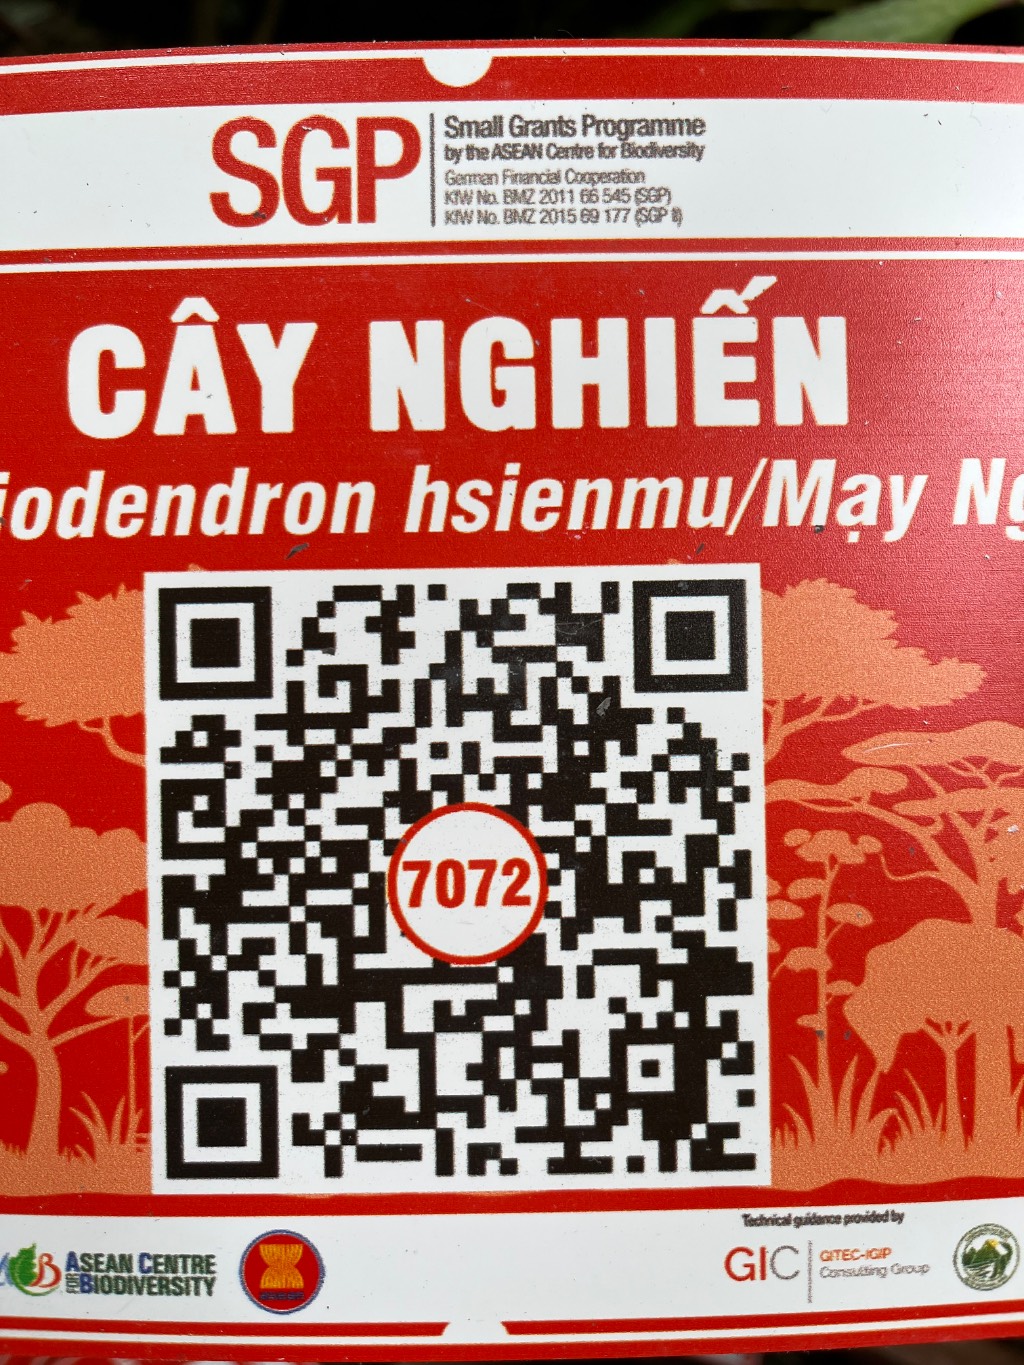 SGP
Small Grants Programme
by the ASEAN Centre for Biodiversity
German Financial Cooperation
KfW No. BMZ 2011 66 545 (SGP)
KfW No. BMZ 2015 69 177 (SGP II)
CÂY NGHIẾN
iodendron hsienmu/Mạy Ng
7072
ASEAN CENTRE
FOR BIODIVERSITY
Technical guidance provided by
GIC
GITEC-IGIP
Consulting Group